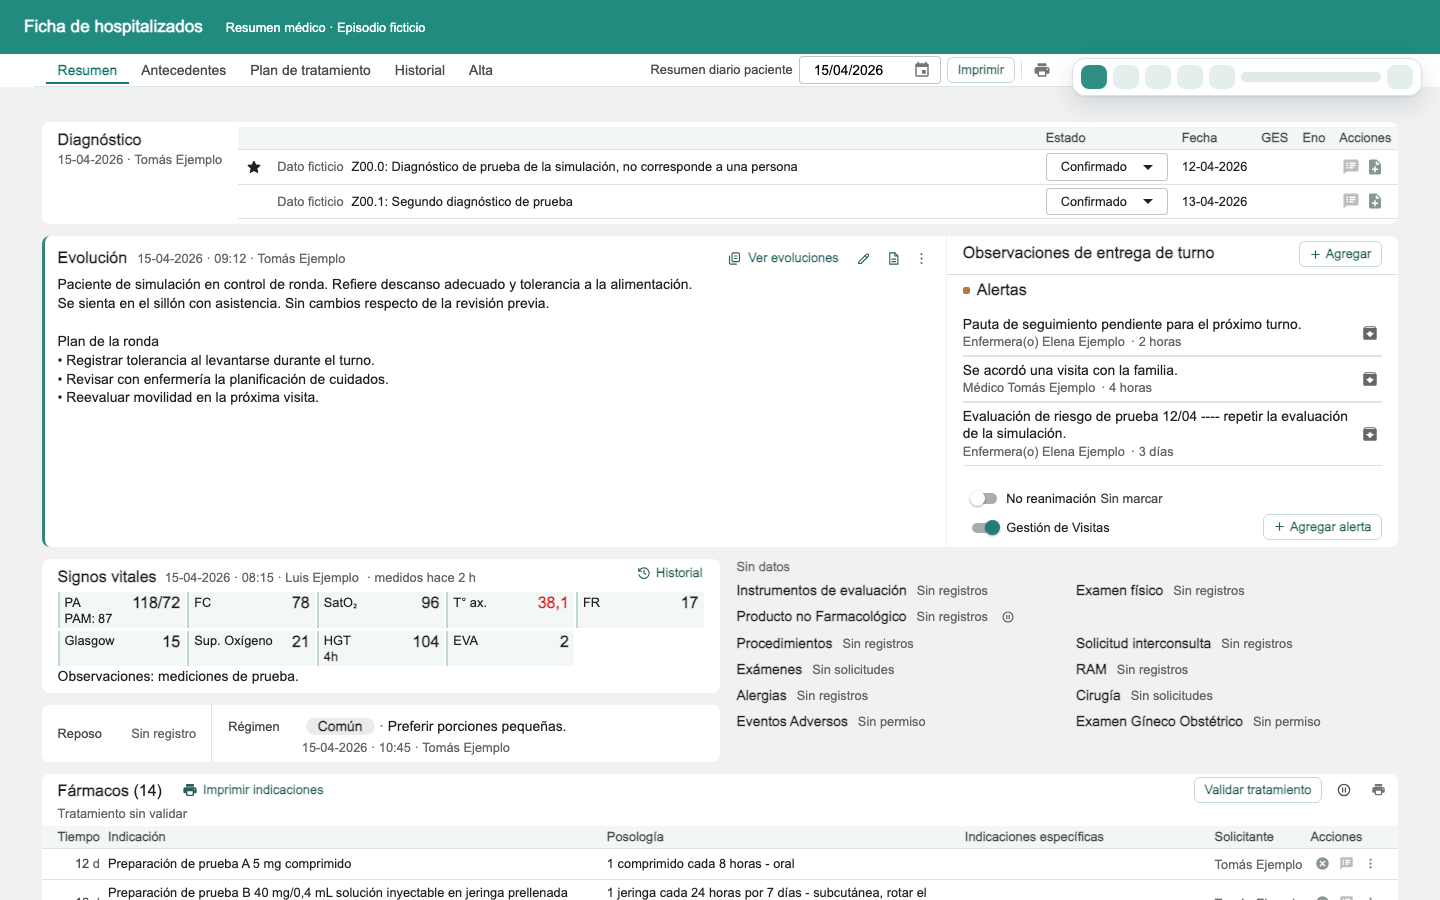 Ficha de hospitalizados
Resumen médico · Episodio ficticio
Resumen
Antecedentes
Plan de tratamiento
Historial
Alta
Resumen diario paciente
15/04/2026
Imprimir
Diagnóstico
15-04-2026 · Tomás Ejemplo
Estado
Fecha
GES
Eno
Acciones
Dato ficticio Z00.0: Diagnóstico de prueba de la simulación, no corresponde a una persona
Confirmado
12-04-2026
Dato ficticio Z00.1: Segundo diagnóstico de prueba
Confirmado
13-04-2026
Evolución 15-04-2026 · 09:12 · Tomás Ejemplo
Ver evoluciones
Paciente de simulación en control de ronda. Refiere descanso adecuado y tolerancia a la alimentación.
Se sienta en el sillón con asistencia. Sin cambios respecto de la revisión previa.
Plan de la ronda
• Registrar tolerancia al levantarse durante el turno.
• Revisar con enfermería la planificación de cuidados.
• Reevaluar movilidad en la próxima visita.
Observaciones de entrega de turno
+ Agregar
Alertas
Pauta de seguimiento pendiente para el próximo turno.
Enfermera(o) Elena Ejemplo · 2 horas
Se acordó una visita con la familia.
Médico Tomás Ejemplo · 4 horas
Evaluación de riesgo de prueba 12/04 ---- repetir la evaluación
de la simulación.
Enfermera(o) Elena Ejemplo · 3 días
No reanimación Sin marcar
Gestión de Visitas
+ Agregar alerta
Signos vitales 15-04-2026 · 08:15 · Luis Ejemplo · medidos hace 2 h
Historial
PA 118/72
PAM: 87
FC 78
SatO₂ 96
T° ax. 38,1
FR 17
Glasgow 15
Sup. Oxígeno 21
HGT 104
4h
EVA 2
Observaciones: mediciones de prueba.
Reposo Sin registro
Régimen Común · Preferir porciones pequeñas.
15-04-2026 · 10:45 · Tomás Ejemplo
Sin datos
Instrumentos de evaluación Sin registros
Examen físico Sin registros
Producto no Farmacológico Sin registros
Procedimientos Sin registros
Solicitud interconsulta Sin registros
Exámenes Sin solicitudes
RAM Sin registros
Alergias Sin registros
Cirugía Sin solicitudes
Eventos Adversos Sin permiso
Examen Gíneco Obstétrico Sin permiso
Fármacos (14)
Imprimir indicaciones
Validar tratamiento
Tratamiento sin validar
Tiempo Indicación Posología Indicaciones específicas Solicitante Acciones
12 d Preparación de prueba A 5 mg comprimido 1 comprimido cada 8 horas - oral Tomás Ejemplo
Preparación de prueba B 40 mg/0,4 mL solución inyectable en jeringa prellenada 1 jeringa cada 24 horas por 7 días - subcutánea, rotar el